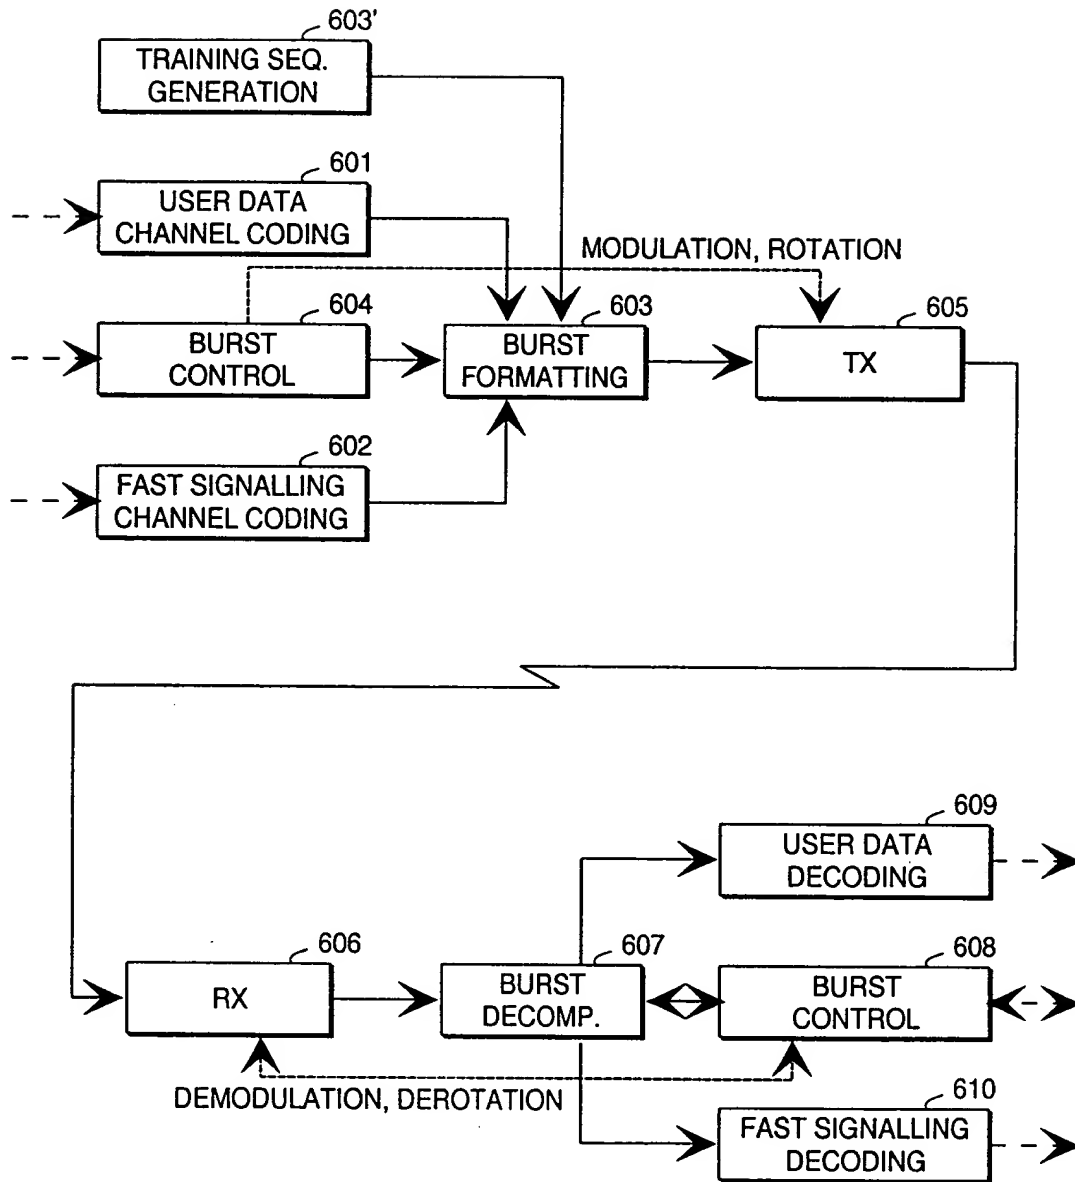 603'
TRAINING SEQ.
GENERATION
601
USER DATA
CHANNEL CODING
MODULATION, ROTATION
604
BURST
CONTROL
603
BURST
FORMATTING
605
TX
602
FAST SIGNALLING
CHANNEL CODING
609
USER DATA
DECODING
606
RX
607
BURST
DECOMP.
608
BURST
CONTROL
DEMODULATION, DEROTATION
610
FAST SIGNALLING
DECODING